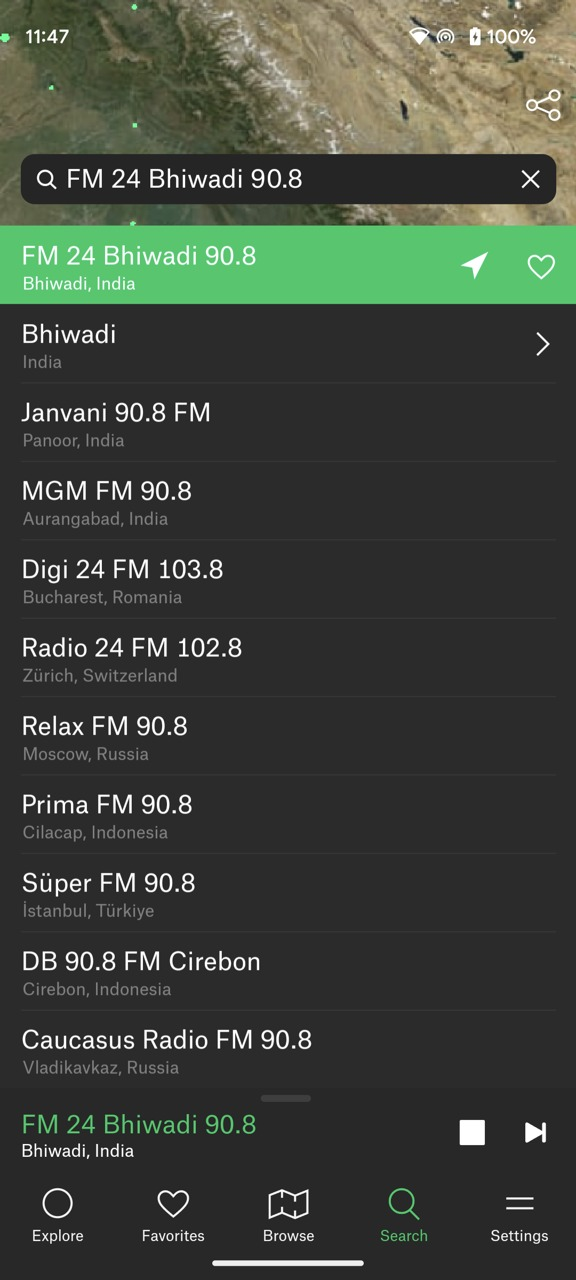 11:47
100%
FM 24 Bhiwadi 90.8
FM 24 Bhiwadi 90.8
Bhiwadi, India
Bhiwadi
India
Janvani 90.8 FM
Panoor, India
MGM FM 90.8
Aurangabad, India
Digi 24 FM 103.8
Bucharest, Romania
Radio 24 FM 102.8
Zürich, Switzerland
Relax FM 90.8
Moscow, Russia
Prima FM 90.8
Cilacap, Indonesia
Süper FM 90.8
İstanbul, Türkiye
DB 90.8 FM Cirebon
Cirebon, Indonesia
Caucasus Radio FM 90.8
Vladikavkaz, Russia
FM 24 Bhiwadi 90.8
Bhiwadi, India
Explore Favorites Browse Search Settings